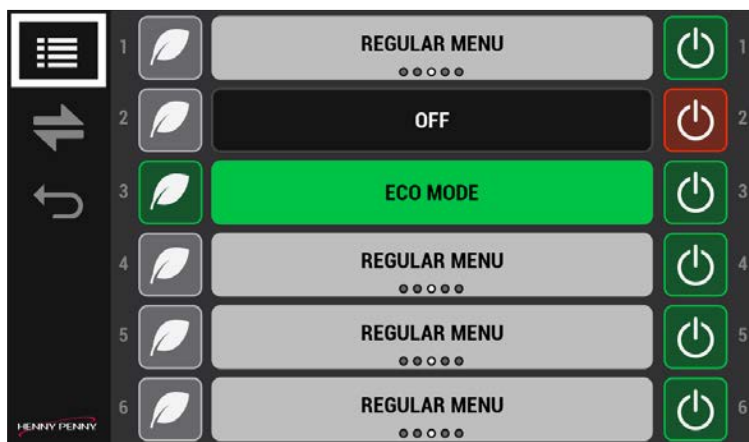 1 REGULAR MENU 1
2 OFF 2
3 ECO MODE 3
4 REGULAR MENU 4
5 REGULAR MENU 5
6 REGULAR MENU 6
HENNY PENNY